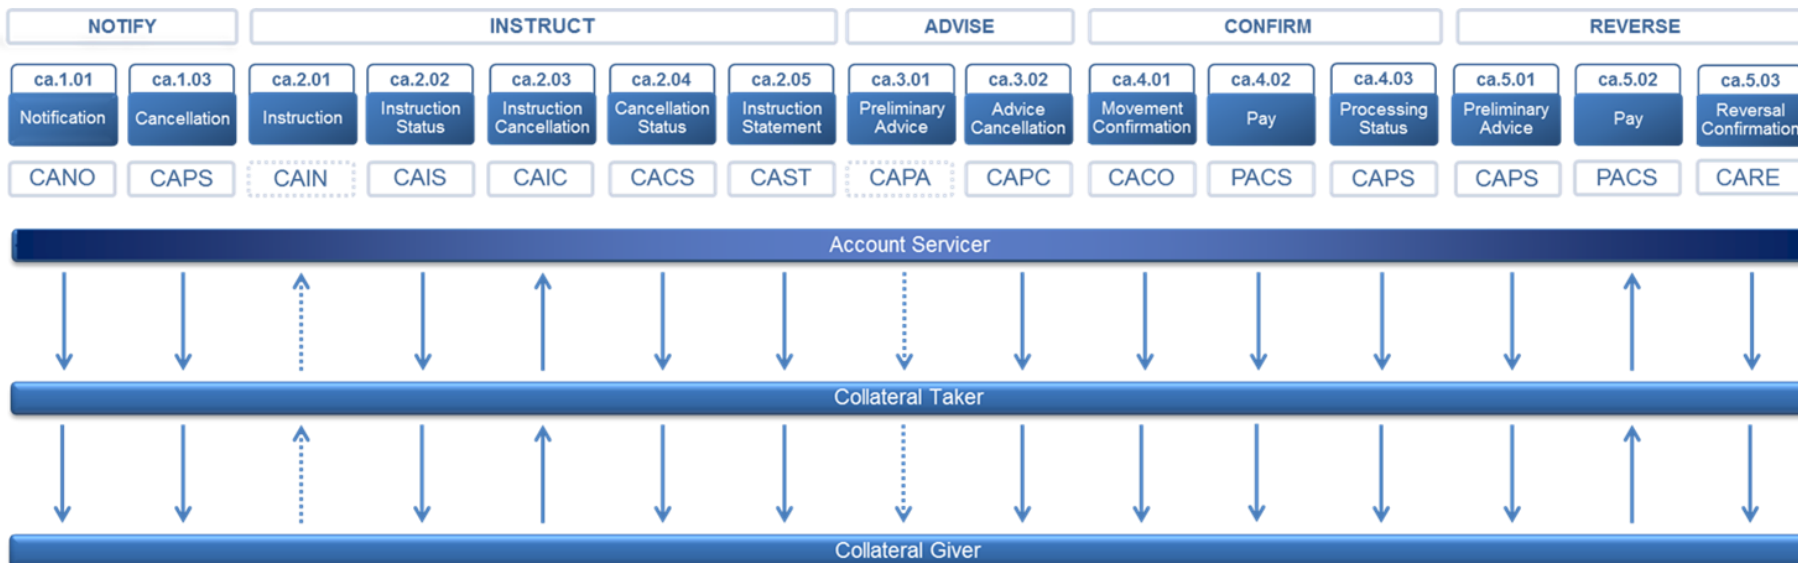 NOTIFY INSTRUCT ADVISE CONFIRM REVERSE
ca.1.01 ca.1.03 ca.2.01 ca.2.02 ca.2.03 ca.2.04 ca.2.05 ca.3.01 ca.3.02 ca.4.01 ca.4.02 ca.4.03 ca.5.01 ca.5.02 ca.5.03
Notification Cancellation Instruction Instruction Status Instruction Cancellation Cancellation Status Instruction Statement Preliminary Advice Advice Cancellation Movement Confirmation Pay Processing Status Preliminary Advice Pay Reversal Confirmation
CANO CAPS CAIN CAIS CAIC CACS CAST CAPA CAPC CACO PACS CAPS CAPS PACS CARE
Account Servicer
Collateral Taker
Collateral Giver